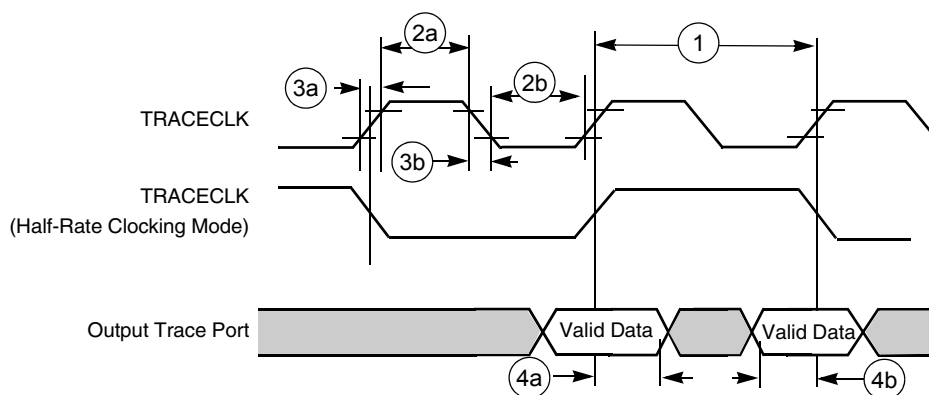 2a
1
3a
2b
TRACECLK
3b
TRACECLK
(Half-Rate Clocking Mode)
Output Trace Port
Valid Data
Valid Data
4a
4b